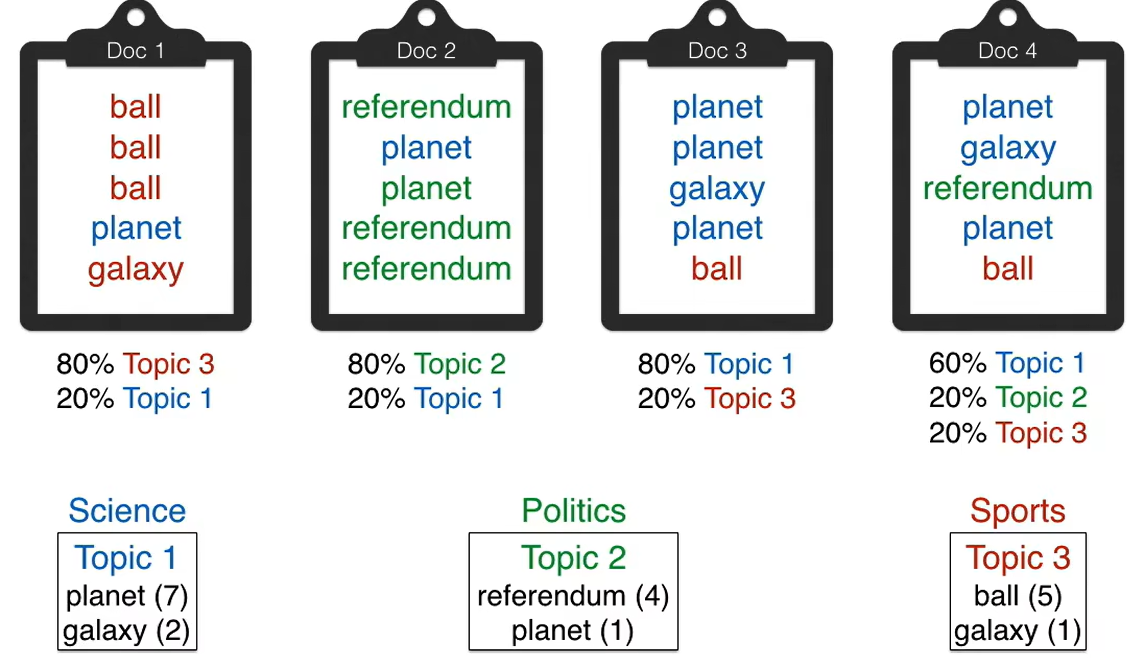 Doc 1
ball
ball
ball
planet
galaxy
80% Topic 3
20% Topic 1
Doc 2
referendum
planet
planet
referendum
referendum
80% Topic 2
20% Topic 1
Doc 3
planet
planet
galaxy
planet
ball
80% Topic 1
20% Topic 3
Doc 4
planet
galaxy
referendum
planet
ball
60% Topic 1
20% Topic 2
20% Topic 3
Science
Topic 1
planet (7)
galaxy (2)
Politics
Topic 2
referendum (4)
planet (1)
Sports
Topic 3
ball (5)
galaxy (1)